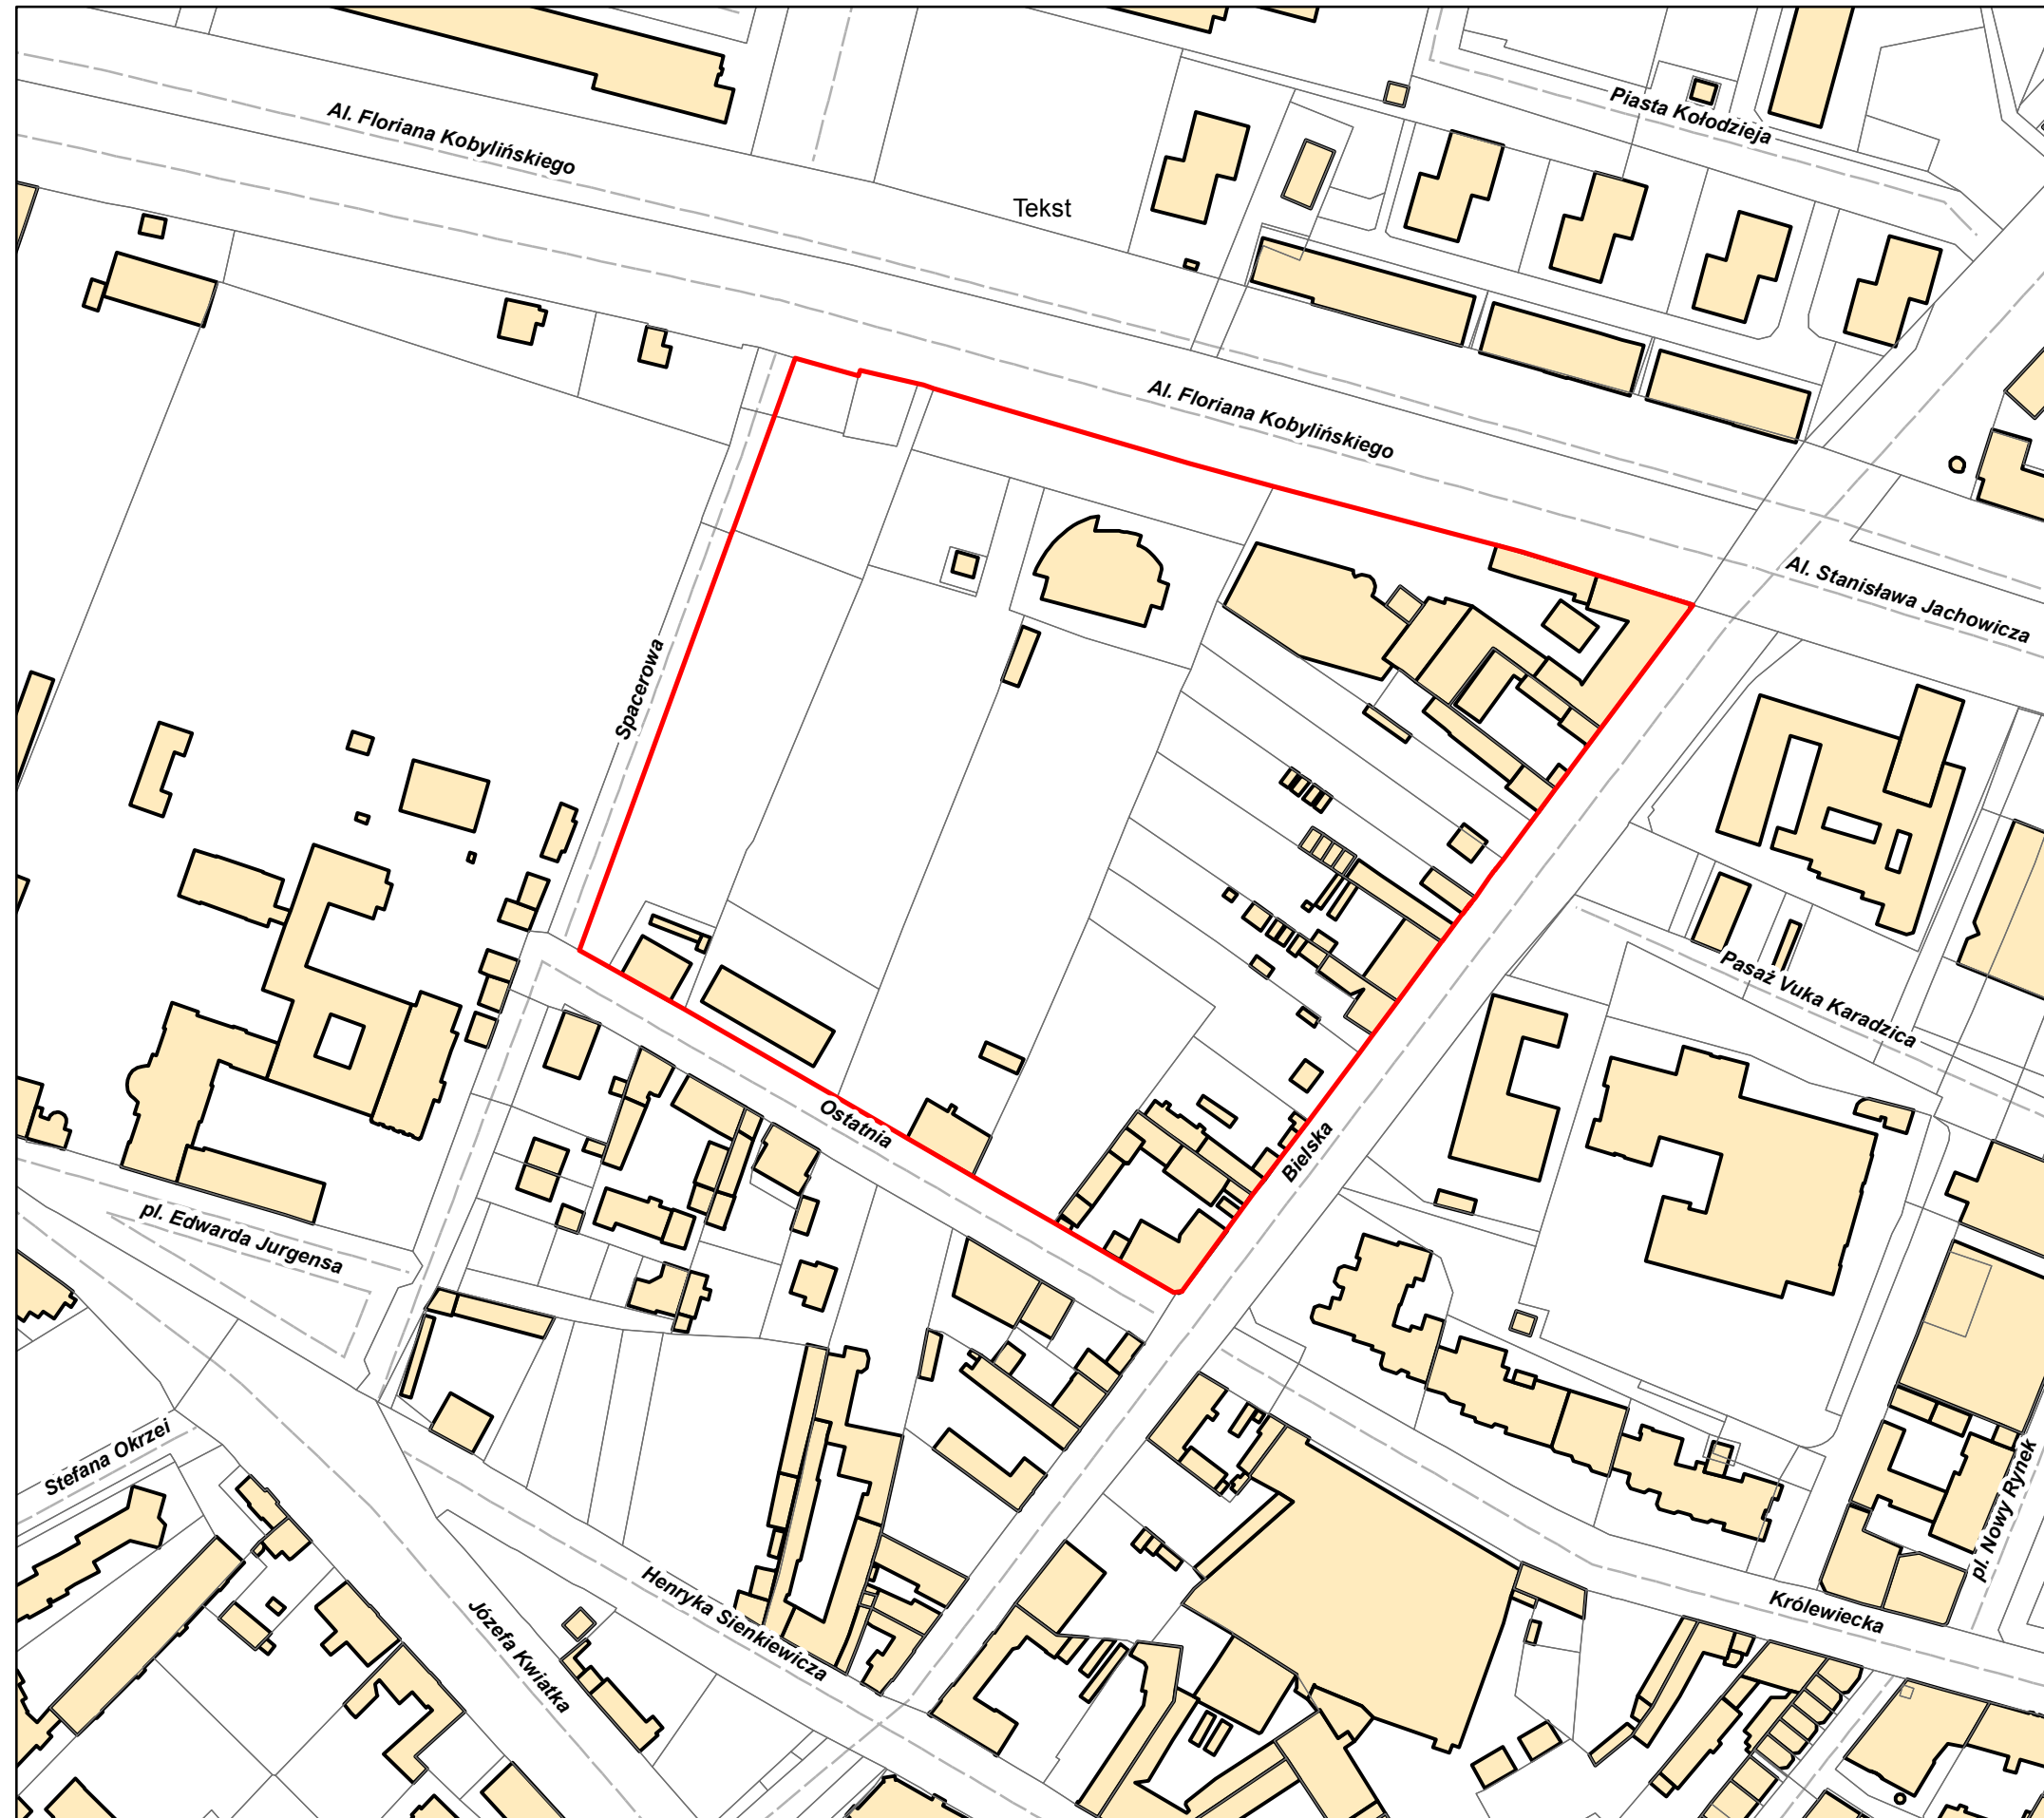 Piasta Kołodzieja
Al. Floriana Kobylińskiego
Tekst
Al. Floriana Kobylińskiego
Al. Stanisława Jachowicza
Spacerowa
Pasaż Vuka Karadzica
Ostatnia
Bielska
pl. Edwarda Jurgensa
Stefana Okrzei
pl. Nowy Rynek
Henryka Sienkiewicza
Józefa Kwiatka
Królewiecka